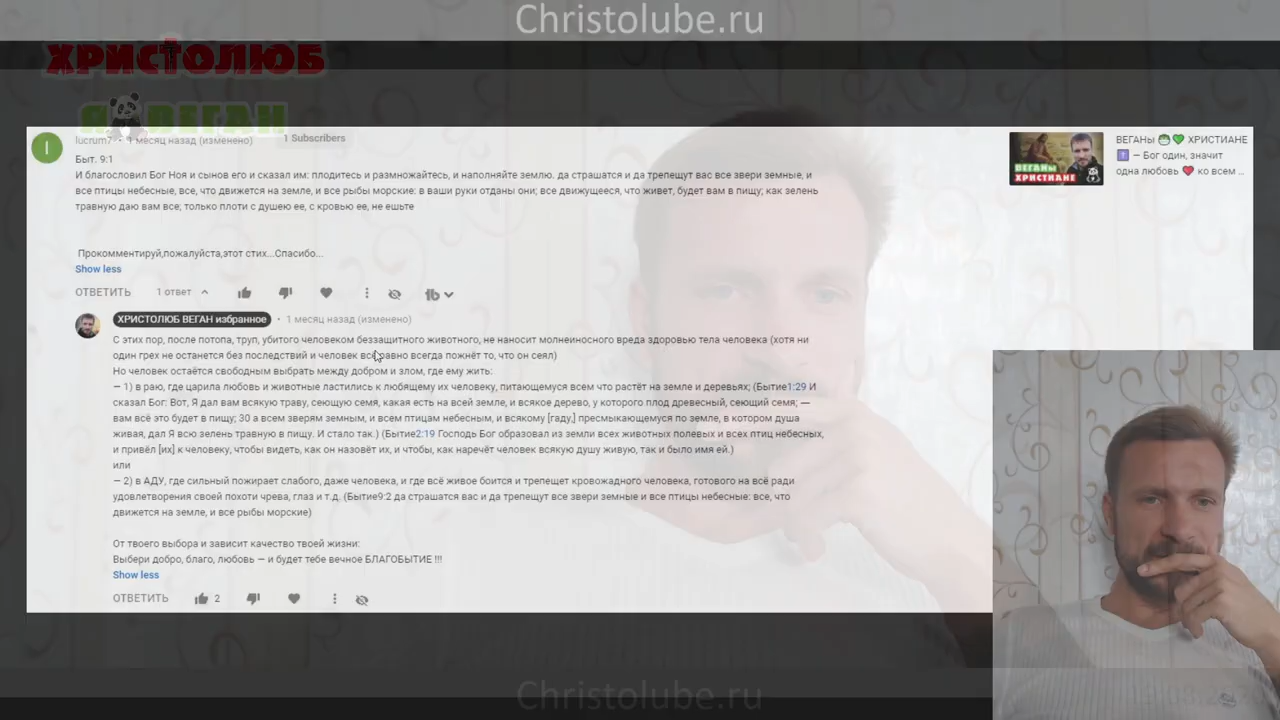 Christolube.ru
ХРИСТОЛЮБ
Я ВЕГАН
lucrum7 • 1 месяц назад (изменено)
1 Subscribers
Быт. 9:1
И благословил Бог Ноя и сынов его и сказал им: плодитесь и размножайтесь, и наполняйте землю. да страшатся и да трепещут вас все звери земные, и
все птицы небесные, все, что движется на земле, и все рыбы морские: в ваши руки отданы они; все движущееся, что живет, будет вам в пищу; как зелень
травную даю вам все; только плоти с душею ее, с кровью ее, не ешьте
Прокомментируй,пожалуйста,этот стих...Спасибо...
Show less
ОТВЕТИТЬ 1 ответ
ВЕГАНы 💚 ХРИСТИАНЕ
— Бог один, значит
одна любовь ❤ ко всем ..
ВЕГАНЫ
ХРИСТИАНЕ
ХРИСТОЛЮБ ВЕГАН избранное • 1 месяц назад (изменено)
С этих пор, после потопа, труп, убитого человеком беззащитного животного, не наносит молнеиносного вреда здоровью тела человека (хотя ни
один грех не останется без последствий и человек всё равно всегда пожнёт то, что он сеял)
Но человек остаётся свободным выбрать между добром и злом, где ему жить:
— 1) в раю, где царила любовь и животные ластились к любящему их человеку, питающемуся всем что растёт на земле и деревьях; (Бытие1:29 И
сказал Бог: Вот, Я дал вам всякую траву, сеющую семя, какая есть на всей земле, и всякое дерево, у которого плод древесный, сеющий семя; —
вам всё это будет в пищу; 30 а всем зверям земным, и всем птицам небесным, и всякому [гаду,] пресмыкающемуся по земле, в котором душа
живая, дал Я всю зелень травную в пищу. И стало так.) (Бытие2:19 Господь Бог образовал из земли всех животных полевых и всех птиц небесных,
и привёл [их] к человеку, чтобы видеть, как он назовёт их, и чтобы, как наречёт человек всякую душу живую, так и было имя ей.)
или
— 2) в АДУ, где сильный пожирает слабого, даже человека, и где всё живое боится и трепещет кровожадного человека, готового на всё ради
удовлетворения своей похоти чрева, глаз и т.д. (Бытие9:2 да страшатся вас и да трепещут все звери земные и все птицы небесные: все, что
движется на земле, и все рыбы морские)
От твоего выбора и зависит качество твоей жизни:
Выбери добро, благо, любовь — и будет тебе вечное БЛАГОБЫТИЕ !!!
Show less
ОТВЕТИТЬ 2
Christolube.ru